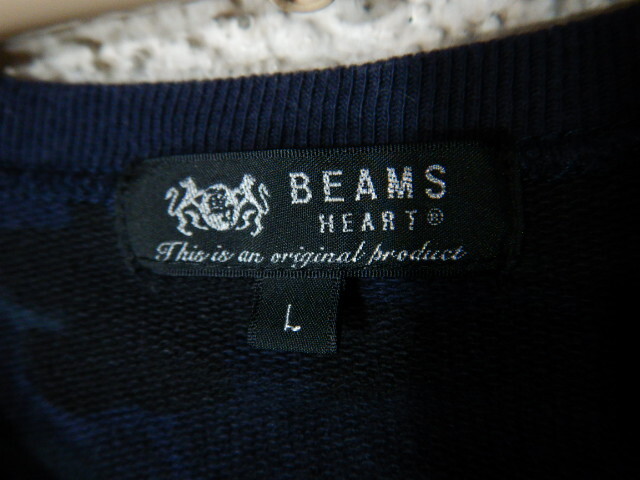 BEAMS
HEART®
This is an original product
L